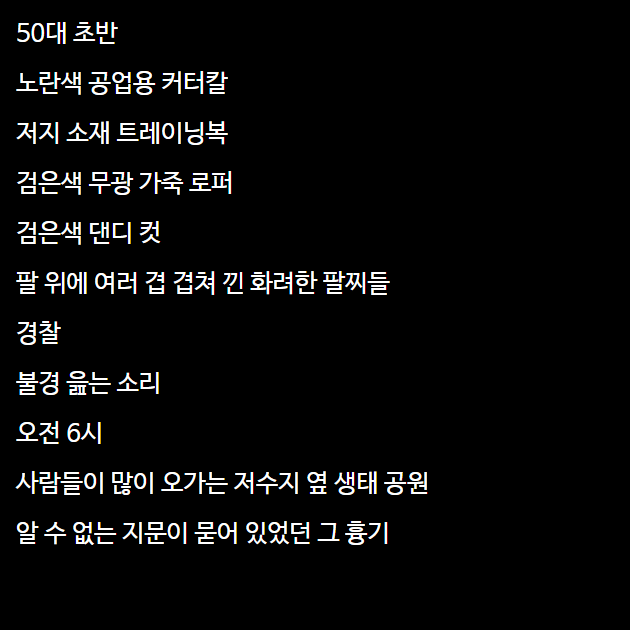 50대 초반
노란색 공업용 커터칼
저지 소재 트레이닝복
검은색 무광 가죽 로퍼
검은색 댄디 컷
팔 위에 여러 겹 겹쳐 낀 화려한 팔찌들
경찰
불경 읊는 소리
오전 6시
사람들이 많이 오가는 저수지 옆 생태 공원
알 수 없는 지문이 묻어 있었던 그 흉기